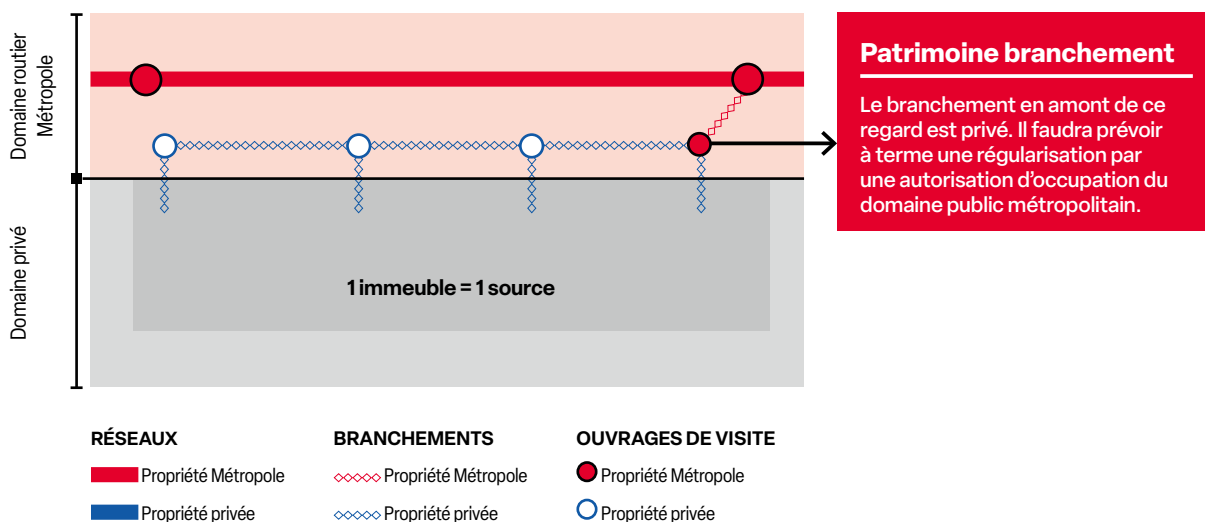 Domaine routier
Métropole
Domaine privé
Patrimoine branchement
Le branchement en amont de ce
regard est privé. Il faudra prévoir
à terme une régularisation par
une autorisation d’occupation du
domaine public métropolitain.
1 immeuble = 1 source
RÉSEAUX
Propriété Métropole
Propriété privée
BRANCHEMENTS
Propriété Métropole
Propriété privée
OUVRAGES DE VISITE
Propriété Métropole
Propriété privée